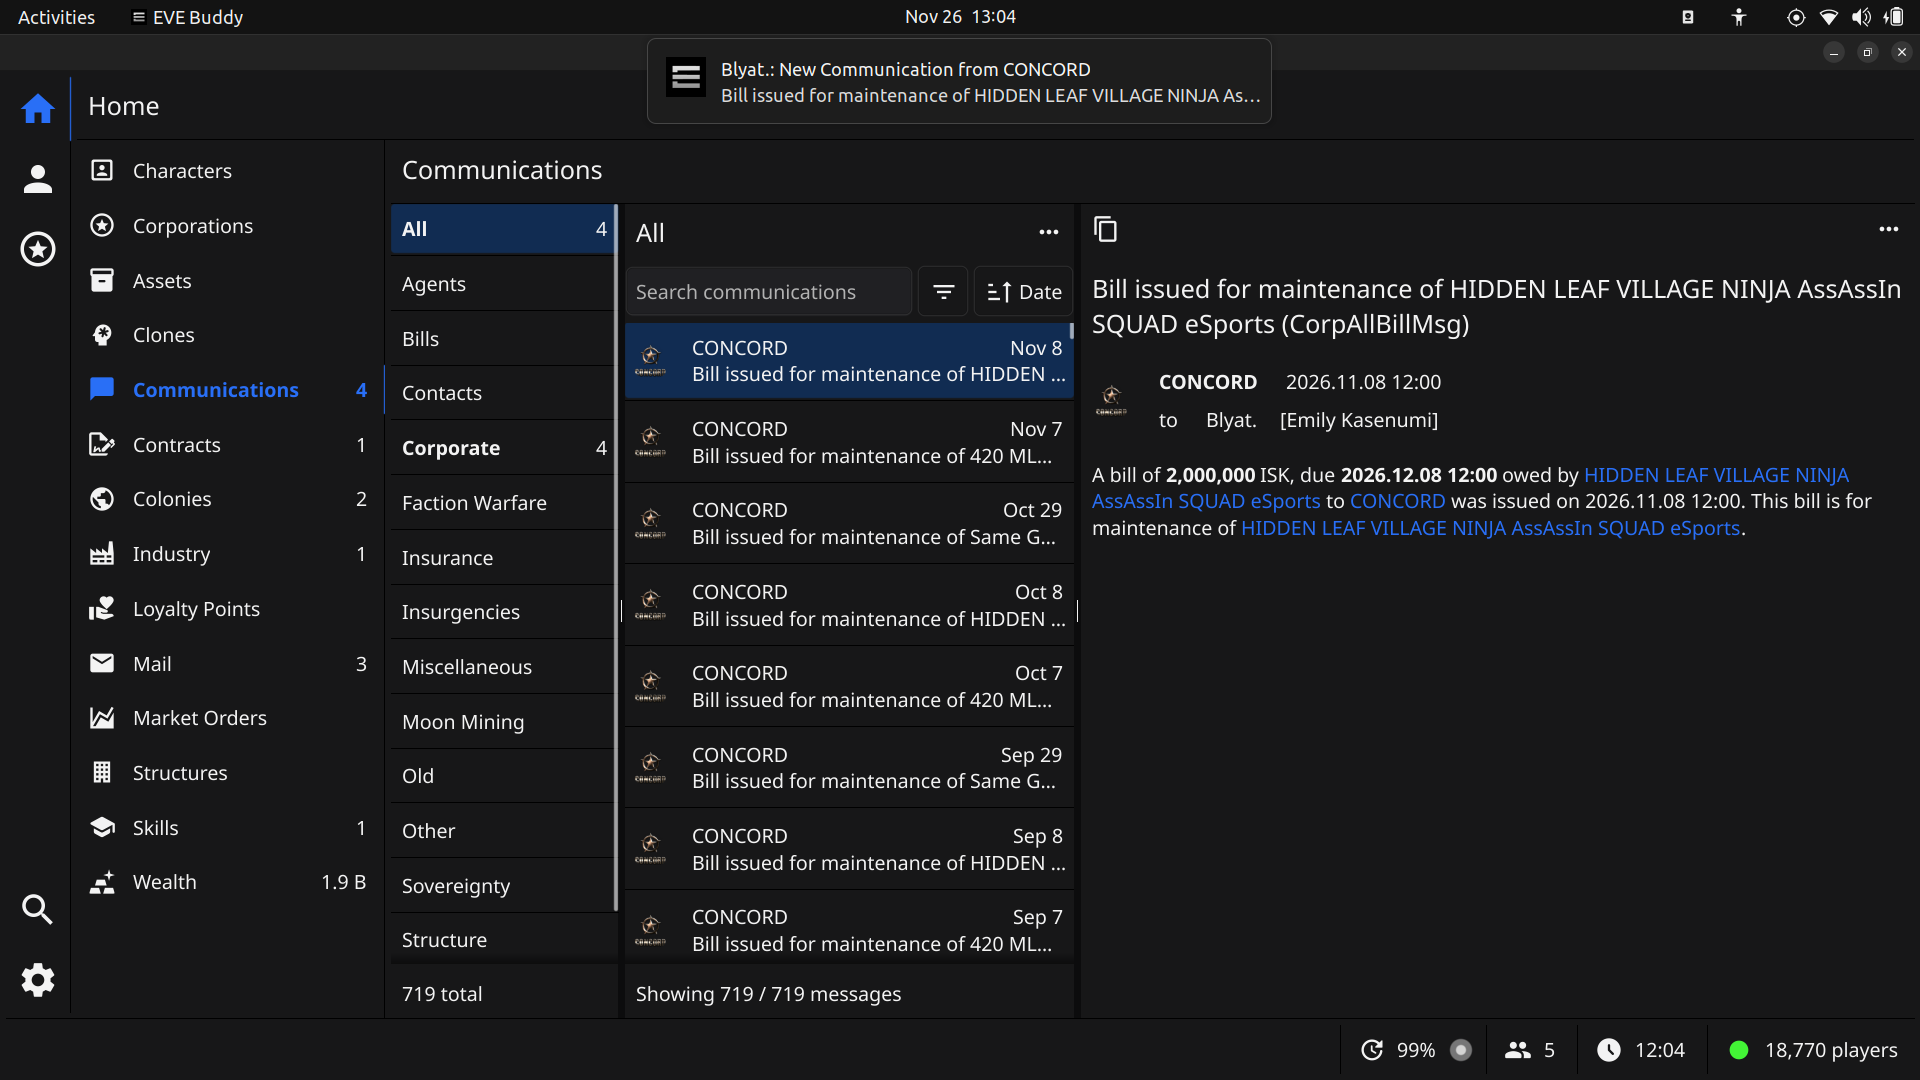 Activities
EVE Buddy
Nov 26 13:04
Blyat.: New Communication from CONCORD
Bill issued for maintenance of HIDDEN LEAF VILLAGE NINJA As…
Home
Characters
Corporations
Assets
Clones
Communications 4
Contracts 1
Colonies 2
Industry 1
Loyalty Points
Mail 3
Market Orders
Structures
Skills 1
Wealth 1.9 B
Communications
All 4
Agents
Bills
Contacts
Corporate 4
Faction Warfare
Insurance
Insurgencies
Miscellaneous
Moon Mining
Old
Other
Sovereignty
Structure
719 total
All
Search communications
Date
CONCORD Nov 8
Bill issued for maintenance of HIDDEN ...
CONCORD Nov 7
Bill issued for maintenance of 420 ML...
CONCORD Oct 29
Bill issued for maintenance of Same G...
CONCORD Oct 8
Bill issued for maintenance of HIDDEN ...
CONCORD Oct 7
Bill issued for maintenance of 420 ML...
CONCORD Sep 29
Bill issued for maintenance of Same G...
CONCORD Sep 8
Bill issued for maintenance of HIDDEN ...
CONCORD Sep 7
Bill issued for maintenance of 420 ML...
Showing 719 / 719 messages
Bill issued for maintenance of HIDDEN LEAF VILLAGE NINJA AssAssIn
SQUAD eSports (CorpAllBillMsg)
CONCORD
CONCORD 2026.11.08 12:00
to Blyat. [Emily Kasenumi]
A bill of 2,000,000 ISK, due 2026.12.08 12:00 owed by HIDDEN LEAF VILLAGE NINJA
AssAssIn SQUAD eSports to CONCORD was issued on 2026.11.08 12:00. This bill is for
maintenance of HIDDEN LEAF VILLAGE NINJA AssAssIn SQUAD eSports.
99%
5
12:04
18,770 players